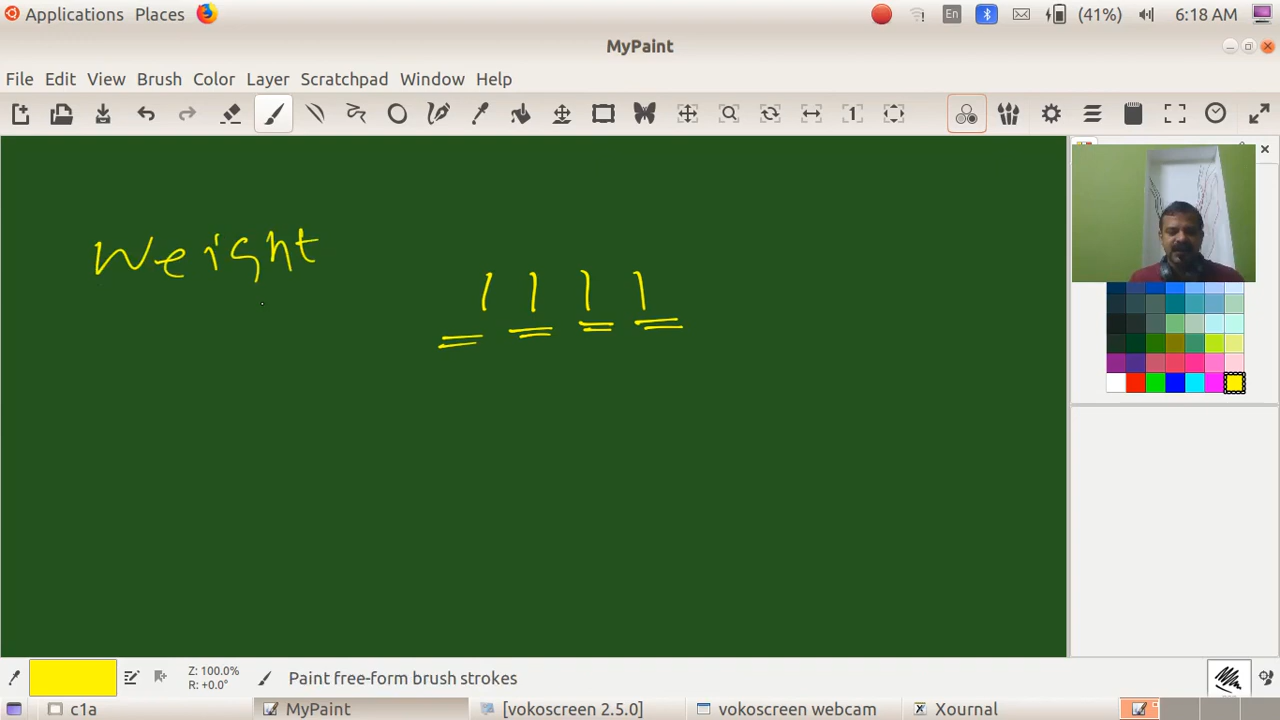 Applications Places En (41%) 6:18 AM
MyPaint
File Edit View Brush Color Layer Scratchpad Window Help
Weight
1 1 1 1
Z: 100.0%
R: +0.0°
Paint free-form brush strokes
c1a MyPaint [vokoscreen 2.5.0] vokoscreen webcam Xournal